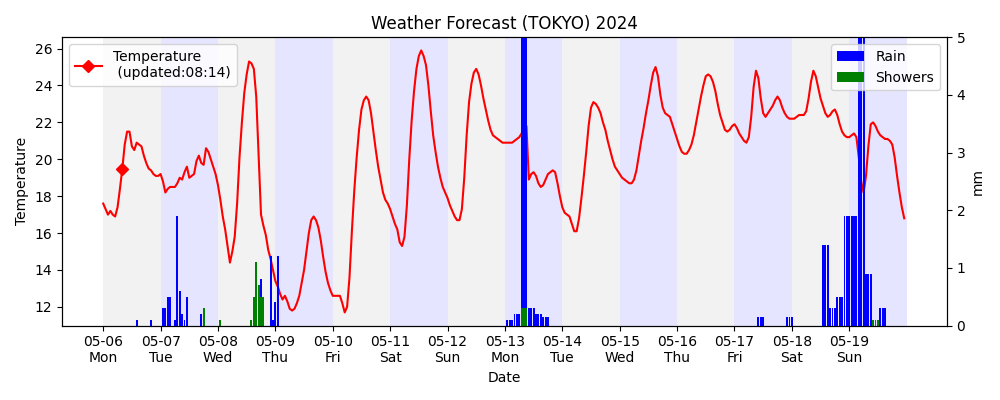 Weather Forecast (TOKYO) 2024
Temperature
(updated:08:14)
Rain
Showers
Temperature
26
24
22
20
18
16
14
12
5
4
3
2
1
0
mm
05-06 05-07 05-08 05-09 05-10 05-11 05-12 05-13 05-14 05-15 05-16 05-17 05-18 05-19
Mon Tue Wed Thu Fri Sat Sun Mon Tue Wed Thu Fri Sat Sun
Date